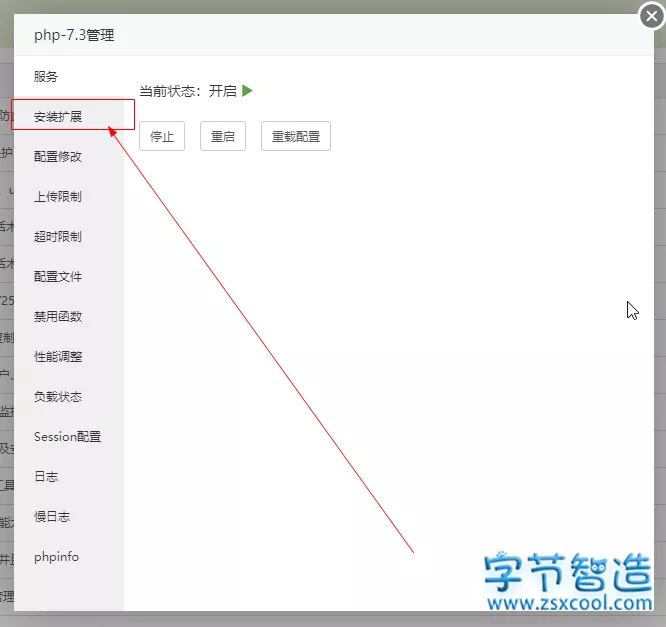 php-7.3管理
服务
当前状态：开启
安装扩展
停止
重启
重载配置
配置修改
上传限制
超时限制
配置文件
禁用函数
性能调整
负载状态
Session配置
日志
慢日志
phpinfo
字节智造
www.zsxcool.com